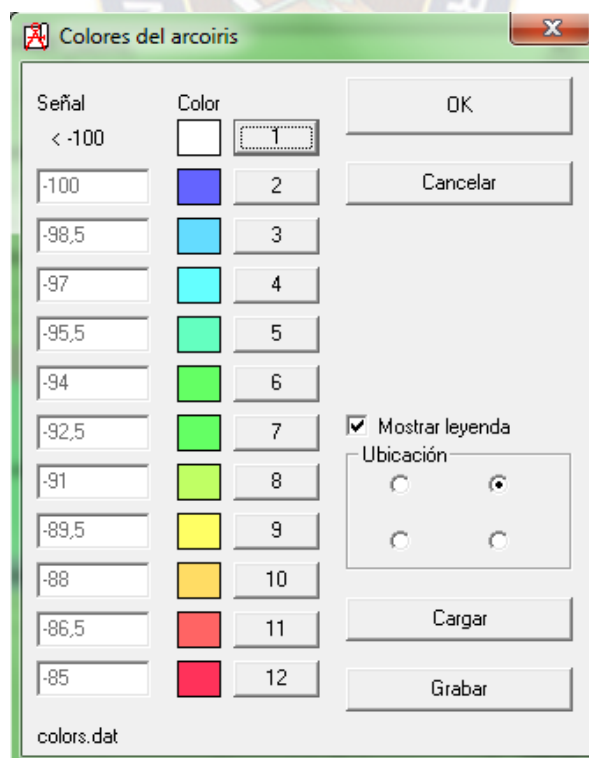 Colores del arcoiris
Señal Color
< -100 1 OK
-100 2 Cancelar
-98,5 3
-97 4
-95,5 5
-94 6
-92,5 7 Mostrar leyenda
Ubicación
-91 8
-89,5 9
-88 10
-86,5 11 Cargar
-85 12 Grabar
colors.dat